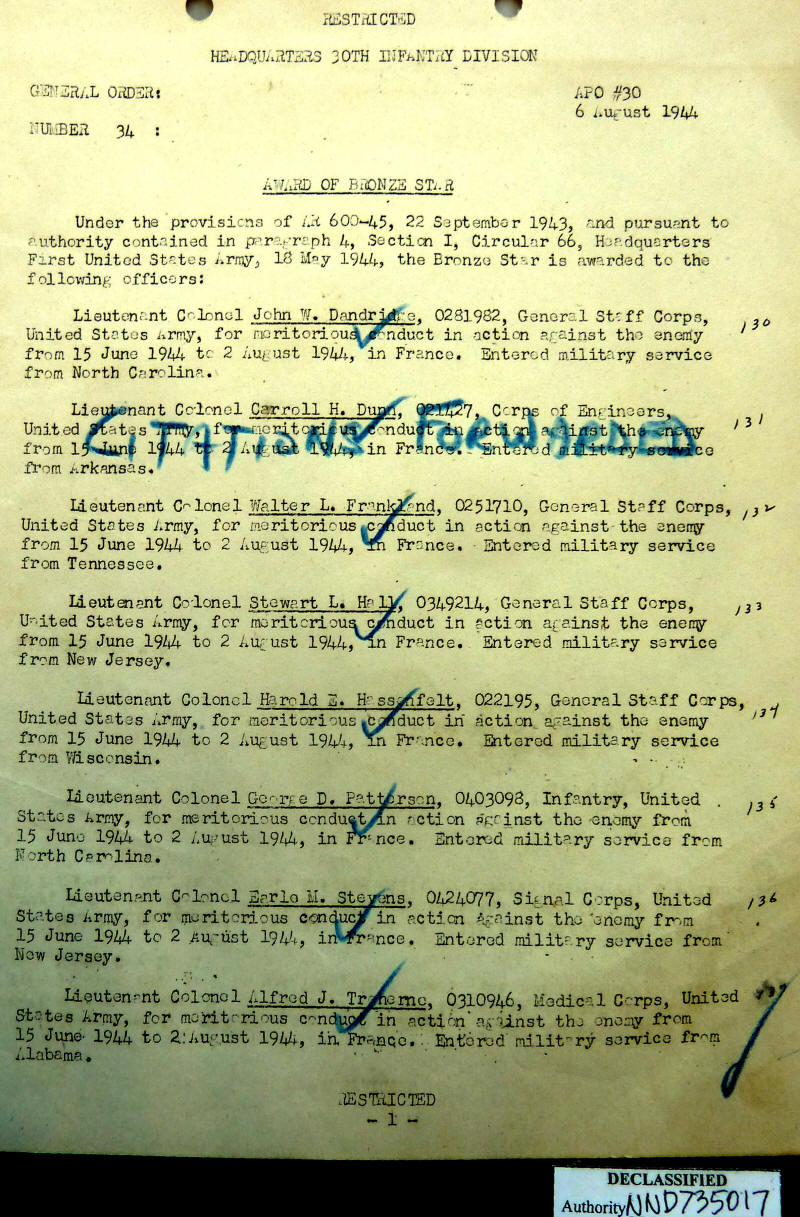 RESTRICTED
HEADQUARTERS 30TH INFANTRY DIVISION
GENERAL ORDER: APO #30
6 August 1944
NUMBER 34 :
AWARD OF BRONZE STAR
Under the provisions of AR 600-45, 22 September 1943, and pursuant to
authority contained in paragraph 4, Section I, Circular 66, Headquarters
First United States Army, 18 May 1944, the Bronze Star is awarded to the
following officers:
Lieutenant Colonel John W. Dandridge, 0281982, General Staff Corps, 130
United States Army, for meritorious conduct in action against the enemy
from 15 June 1944 to 2 August 1944, in France. Entered military service
from North Carolina.
Lieutenant Colonel Carroll H. Dunn, 021427, Corps of Engineers, 131
United States Army, for meritorious conduct in action against the enemy
from 15 June 1944 to 2 August 1944, in France. Entered military service
from Arkansas.
Lieutenant Colonel Walter L. Frankland, 0251710, General Staff Corps, 132
United States Army, for meritorious conduct in action against the enemy
from 15 June 1944 to 2 August 1944, in France. Entered military service
from Tennessee.
Lieutenant Colonel Stewart L. Hall, 0349214, General Staff Corps, 133
United States Army, for meritorious conduct in action against the enemy
from 15 June 1944 to 2 August 1944, in France. Entered military service
from New Jersey.
Lieutenant Colonel Harold E. Hassenfelt, 022195, General Staff Corps, 134
United States Army, for meritorious conduct in action against the enemy
from 15 June 1944 to 2 August 1944, in France. Entered military service
from Wisconsin.
Lieutenant Colonel George D. Patterson, 0403098, Infantry, United 135
States Army, for meritorious conduct in action against the enemy from
15 June 1944 to 2 August 1944, in France. Entered military service from
North Carolina.
Lieutenant Colonel Earle M. Stevens, 0424077, Signal Corps, United 136
States Army, for meritorious conduct in action against the enemy from
15 June 1944 to 2 August 1944, in France. Entered military service from
New Jersey.
Lieutenant Colonel Alfred J. Treherne, 0310946, Medical Corps, United 137
States Army, for meritorious conduct in action against the enemy from
15 June 1944 to 2 August 1944, in France. Entered military service from
Alabama.
RESTRICTED
- 1 -
DECLASSIFIED
Authority NND735017